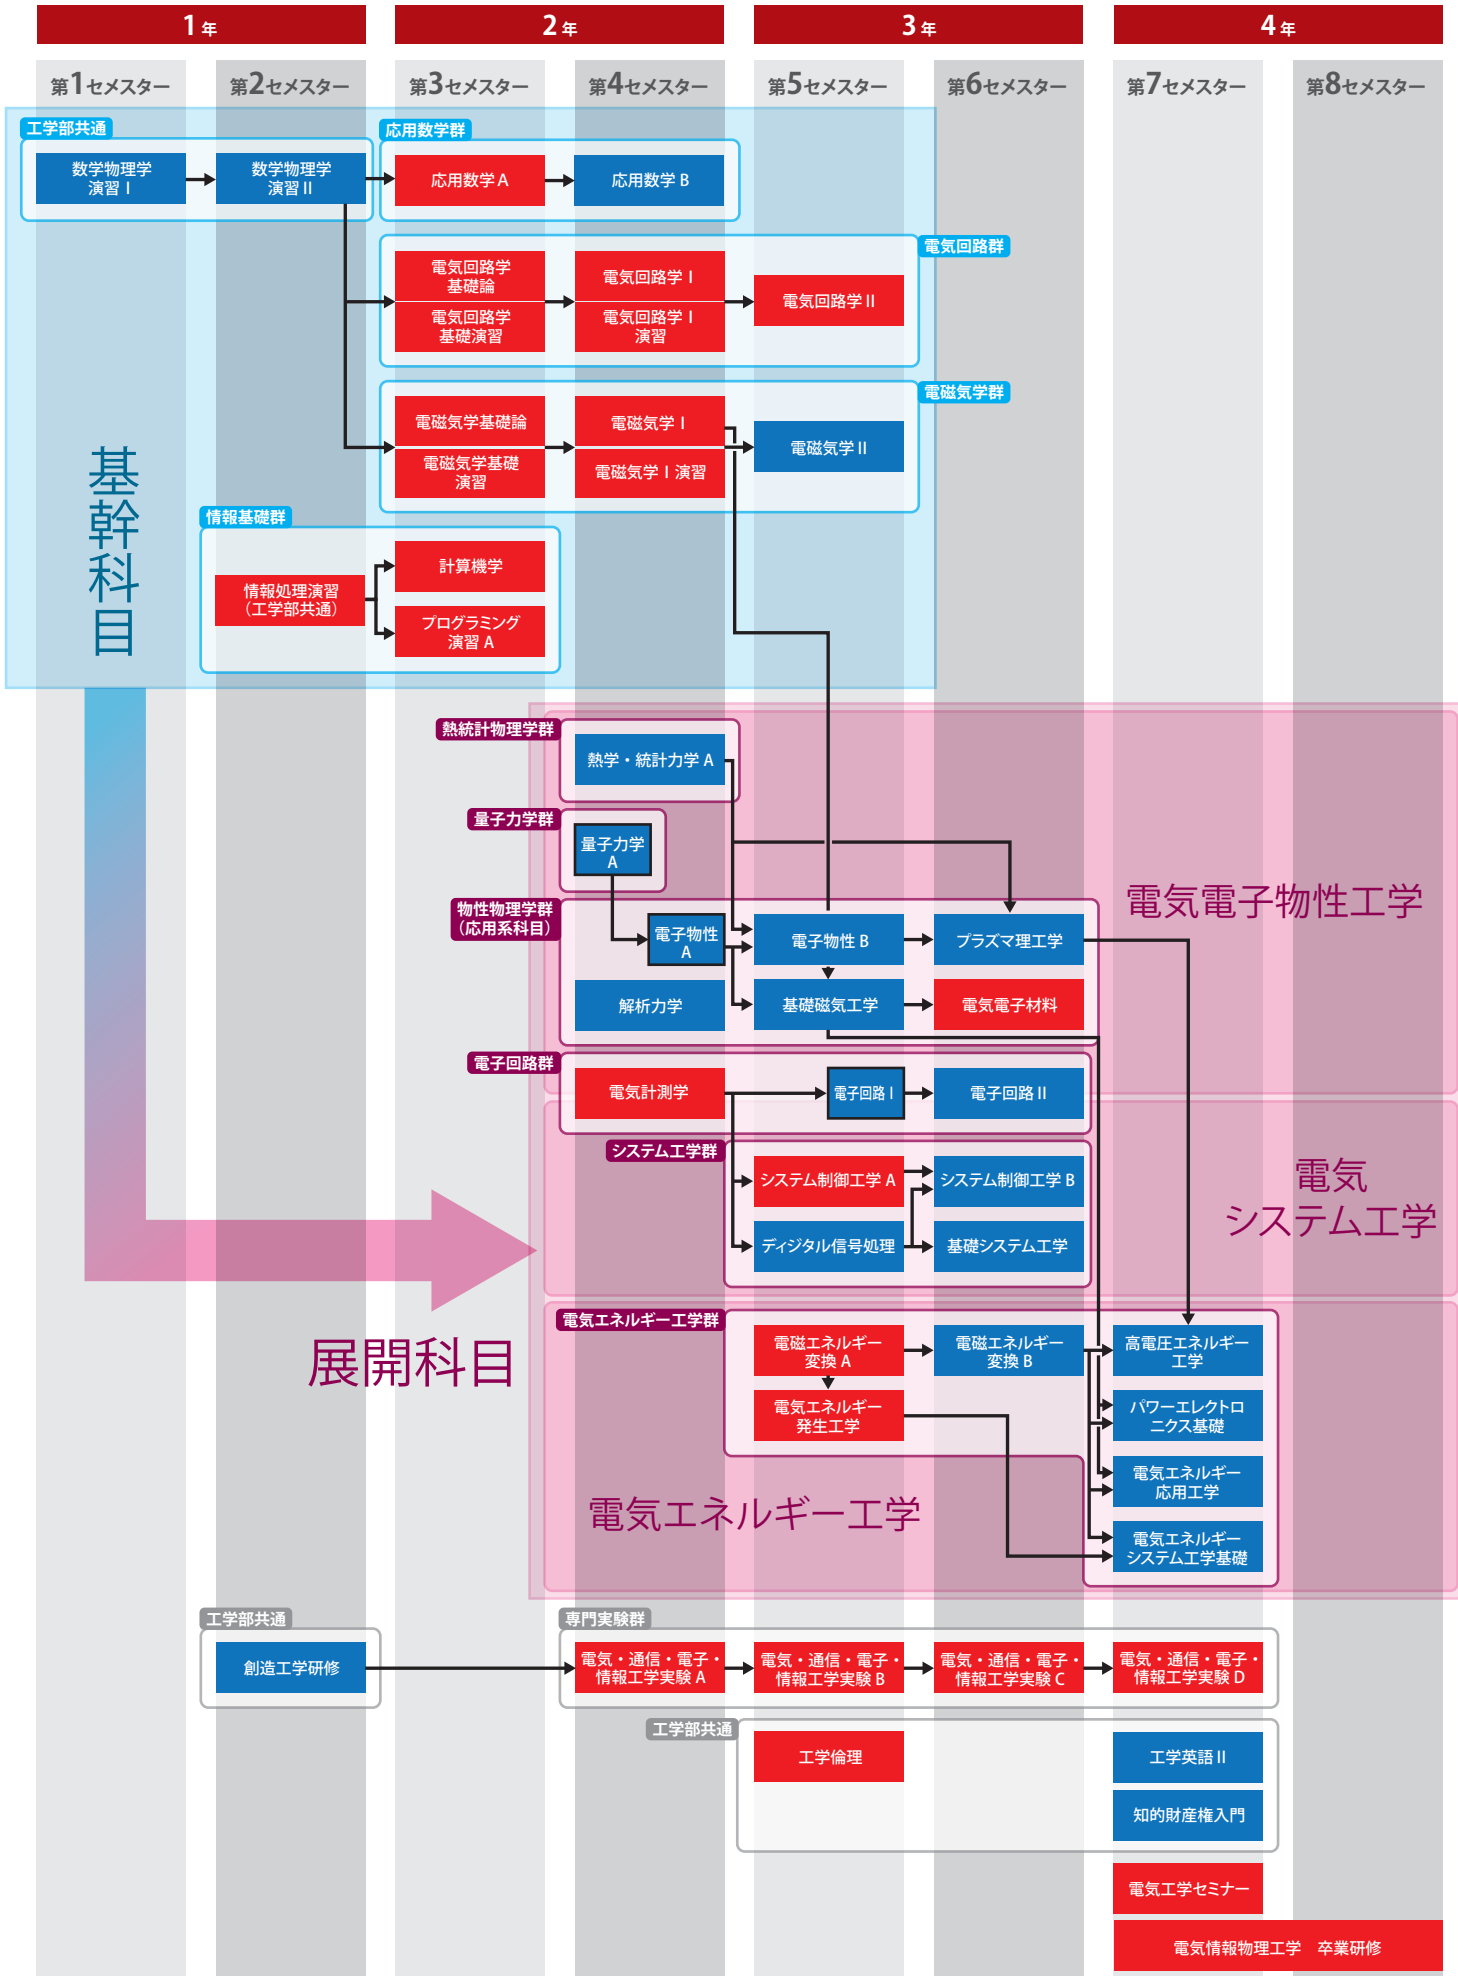 1 年
2 年
3 年
4 年
第1セメスター
第2セメスター
第3セメスター
第4セメスター
第5セメスター
第6セメスター
第7セメスター
第8セメスター
工学部共通
数学物理学
演習 I
数学物理学
演習 II
応用数学群
応用数学 A
応用数学 B
電気回路群
電気回路学
基礎論
電気回路学
基礎演習
電気回路学 I
電気回路学 I
演習
電気回路学 II
電磁気学群
電磁気学基礎論
電磁気学基礎
演習
電磁気学 I
電磁気学 I 演習
電磁気学 II
基幹科目
情報基礎群
情報処理演習
（工学部共通）
計算機学
プログラミング
演習 A
熱統計物理学群
熱学・統計力学 A
量子力学群
量子力学
A
電気電子物性工学
物性物理学群
（応用系科目）
電子物性
A
電子物性 B
プラズマ理工学
解析力学
基礎磁気工学
電気電子材料
電子回路群
電気計測学
電子回路 I
電子回路 II
システム工学群
システム制御工学 A
システム制御工学 B
ディジタル信号処理
基礎システム工学
電気
システム工学
展開科目
電気エネルギー工学群
電磁エネルギー
変換 A
電磁エネルギー
変換 B
高電圧エネルギー
工学
電気エネルギー
発生工学
パワーエレクトロ
ニクス基礎
電気エネルギー
応用工学
電気エネルギー
システム工学基礎
電気エネルギー工学
工学部共通
創造工学研修
専門実験群
電気・通信・電子・
情報工学実験 A
電気・通信・電子・
情報工学実験 B
電気・通信・電子・
情報工学実験 C
電気・通信・電子・
情報工学実験 D
工学部共通
工学倫理
工学英語 II
知的財産権入門
電気工学セミナー
電気情報物理工学　卒業研修